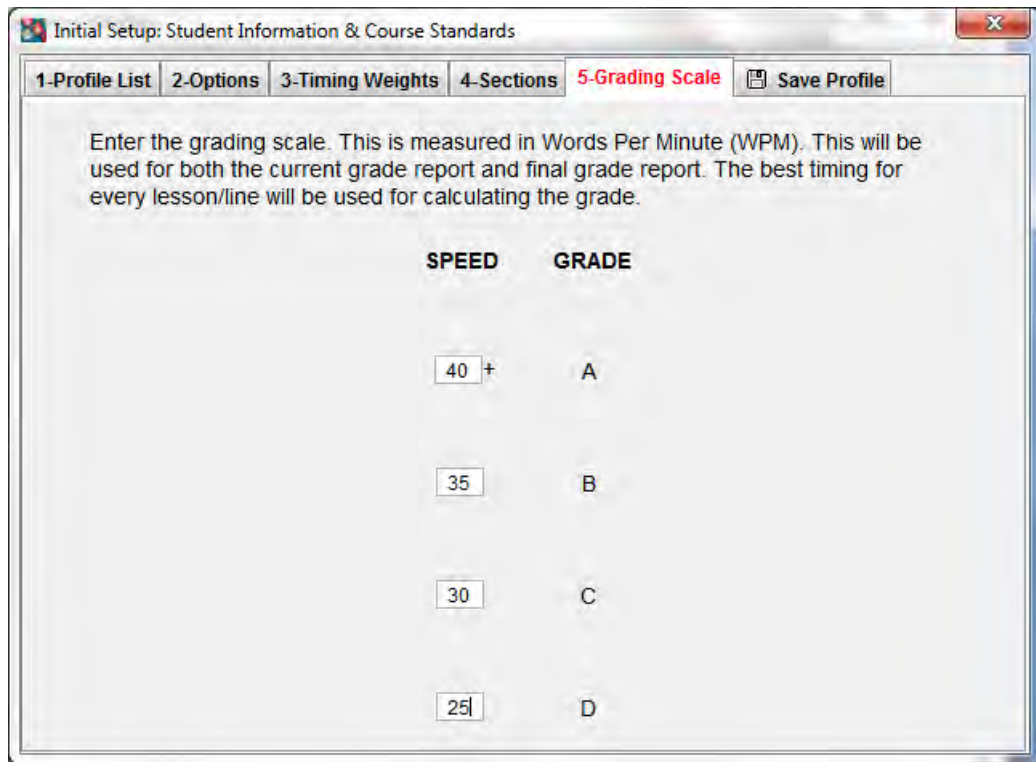 Initial Setup: Student Information & Course Standards
1-Profile List 2-Options 3-Timing Weights 4-Sections 5-Grading Scale Save Profile
Enter the grading scale. This is measured in Words Per Minute (WPM). This will be
used for both the current grade report and final grade report. The best timing for
every lesson/line will be used for calculating the grade.
SPEED GRADE
40 + A
35 B
30 C
25 D